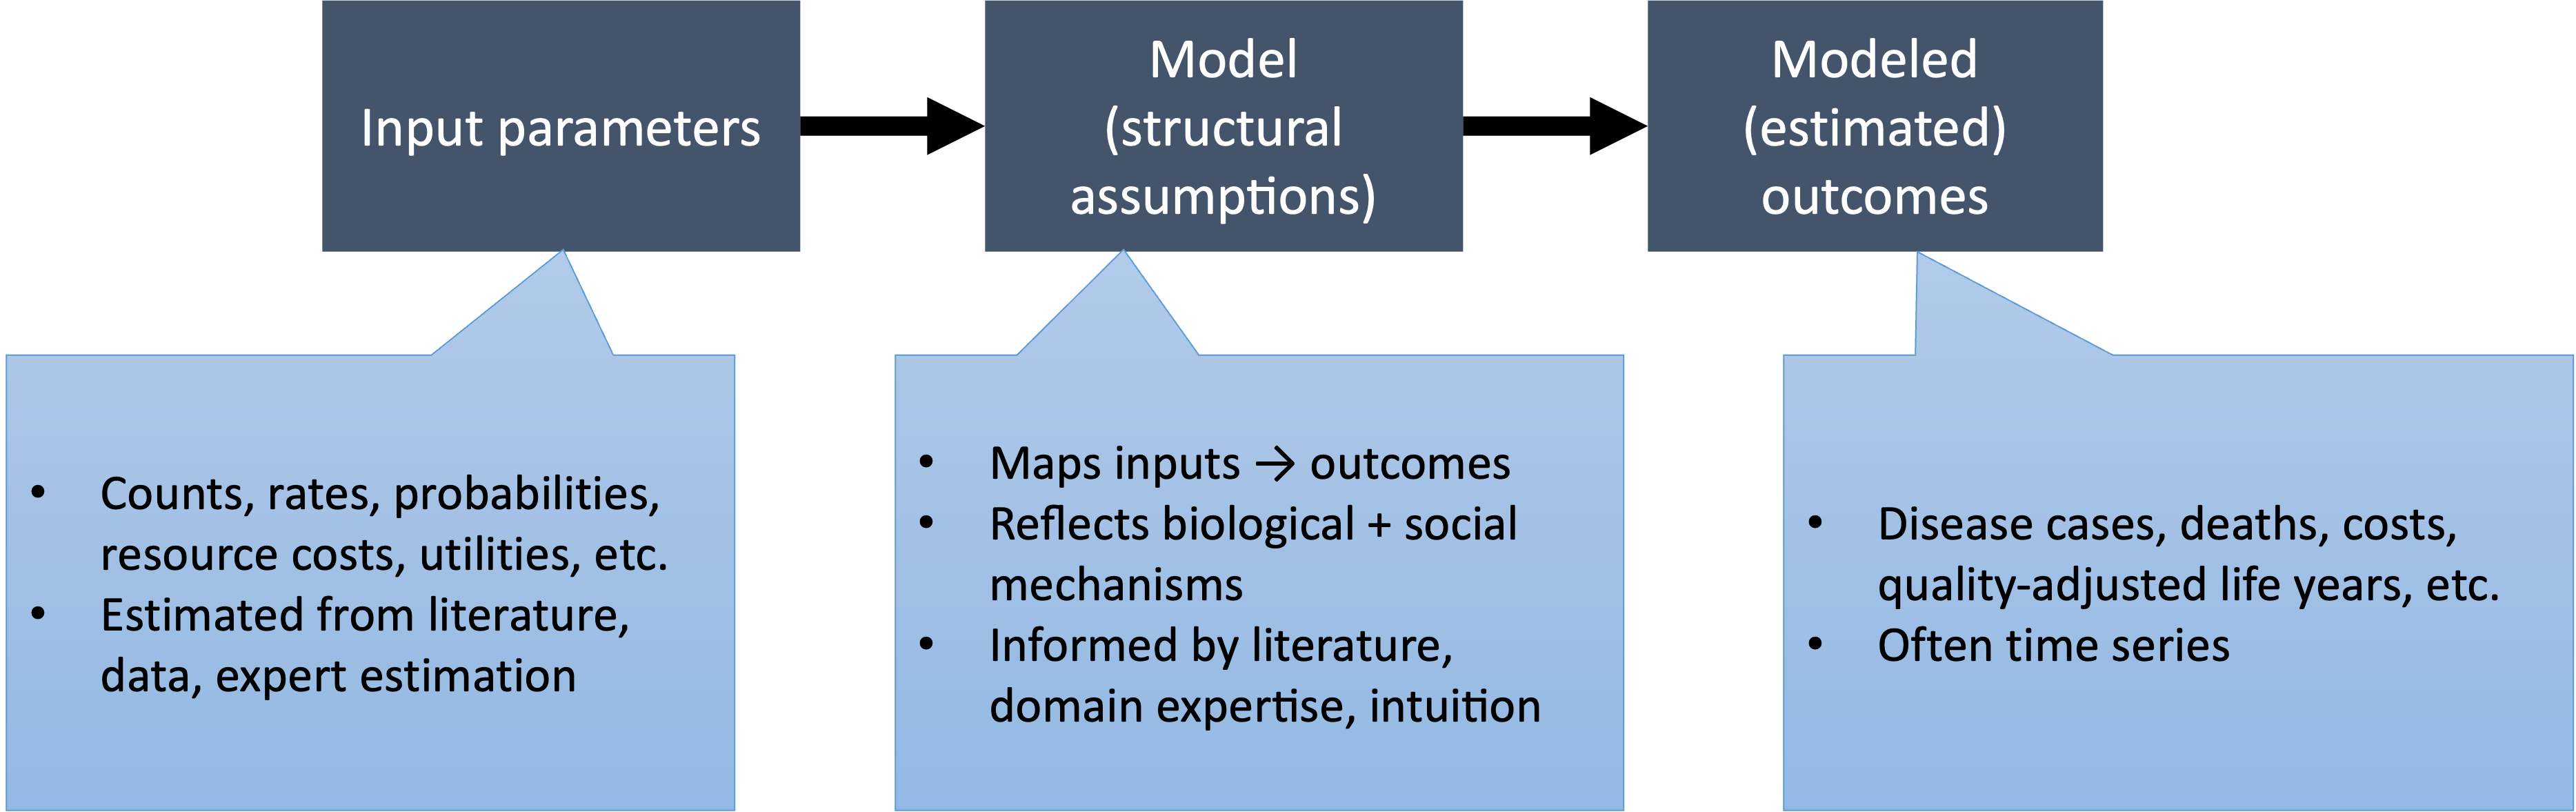 Input parameters
Model
(structural
assumptions)
Modeled
(estimated)
outcomes
• Counts, rates, probabilities,
resource costs, utilities, etc.
• Estimated from literature,
data, expert estimation
• Maps inputs → outcomes
• Reflects biological + social
mechanisms
• Informed by literature,
domain expertise, intuition
• Disease cases, deaths, costs,
quality-adjusted life years, etc.
• Often time series